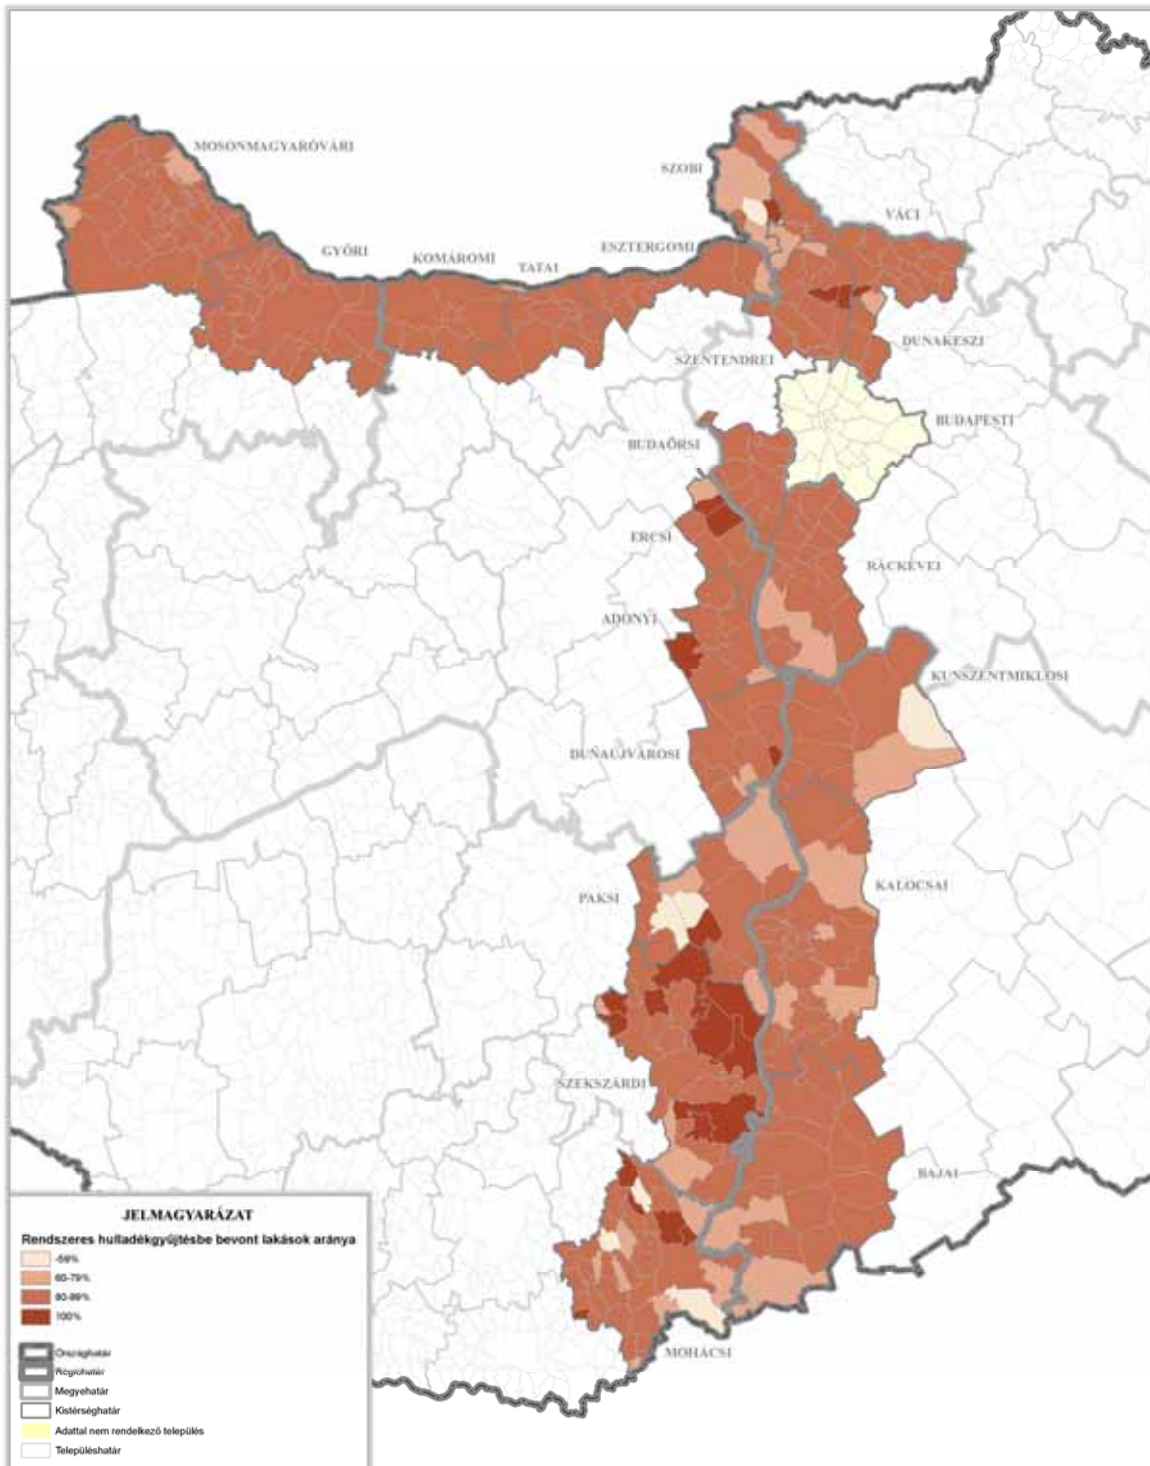 MOSONMAGYARÓVÁRI
SZOBI
VÁCI
GYŐRI
KOMÁROMI
TATAI
ESZTERGOMI
SZENTENDREI
DUNAKESZI
BUDAPESTI
BUDAÖRSI
ERCSI
RÁCKEVEI
ADONYI
KUNSZENTMIKLÓSI
DUNAÚJVÁROSI
PAKSI
KALOCSAI
SZEKSZÁRDI
BAJAI
MOHÁCSI
JELMAGYARÁZAT
Rendszeres hulladékgyűjtésbe bevont lakások aránya
-59%
60-79%
80-99%
100%
Országhatár
Régióhatár
Megyehatár
Kistérséghatár
Adattal nem rendelkező település
Településhatár